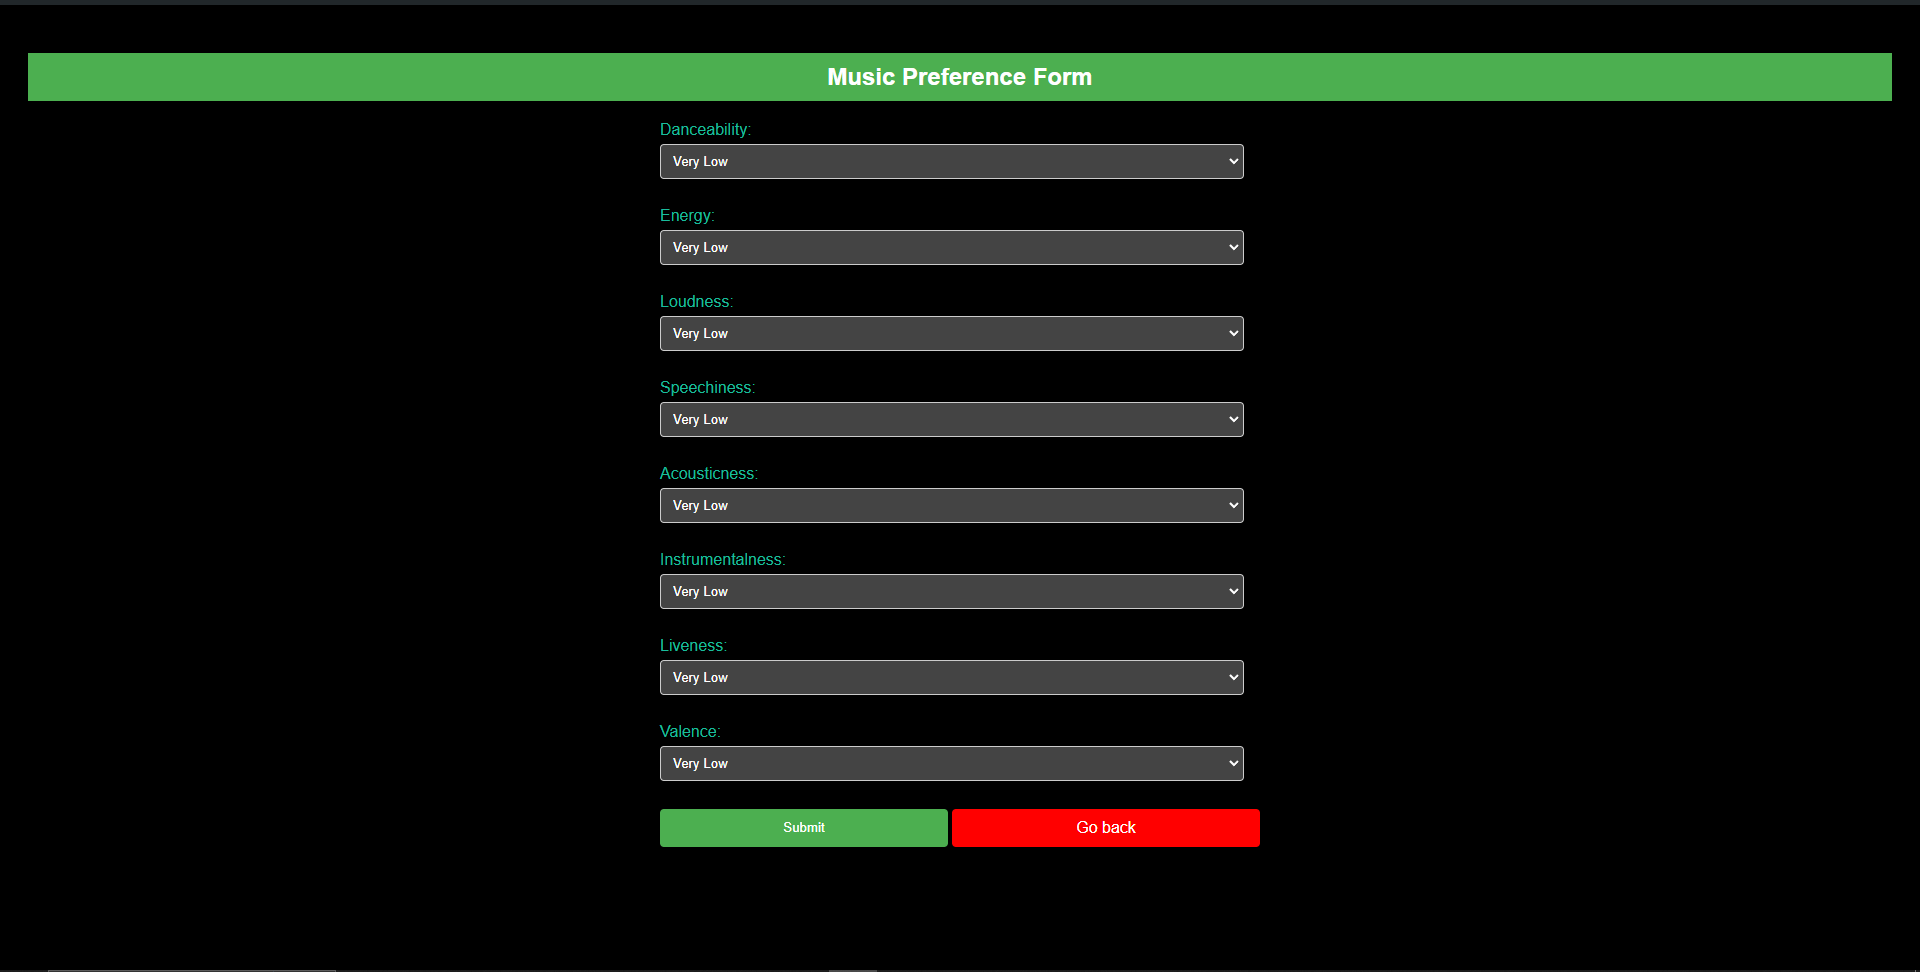 Music Preference Form
Danceability:
Very Low
Energy:
Very Low
Loudness:
Very Low
Speechiness:
Very Low
Acousticness:
Very Low
Instrumentalness:
Very Low
Liveness:
Very Low
Valence:
Very Low
Submit Go back